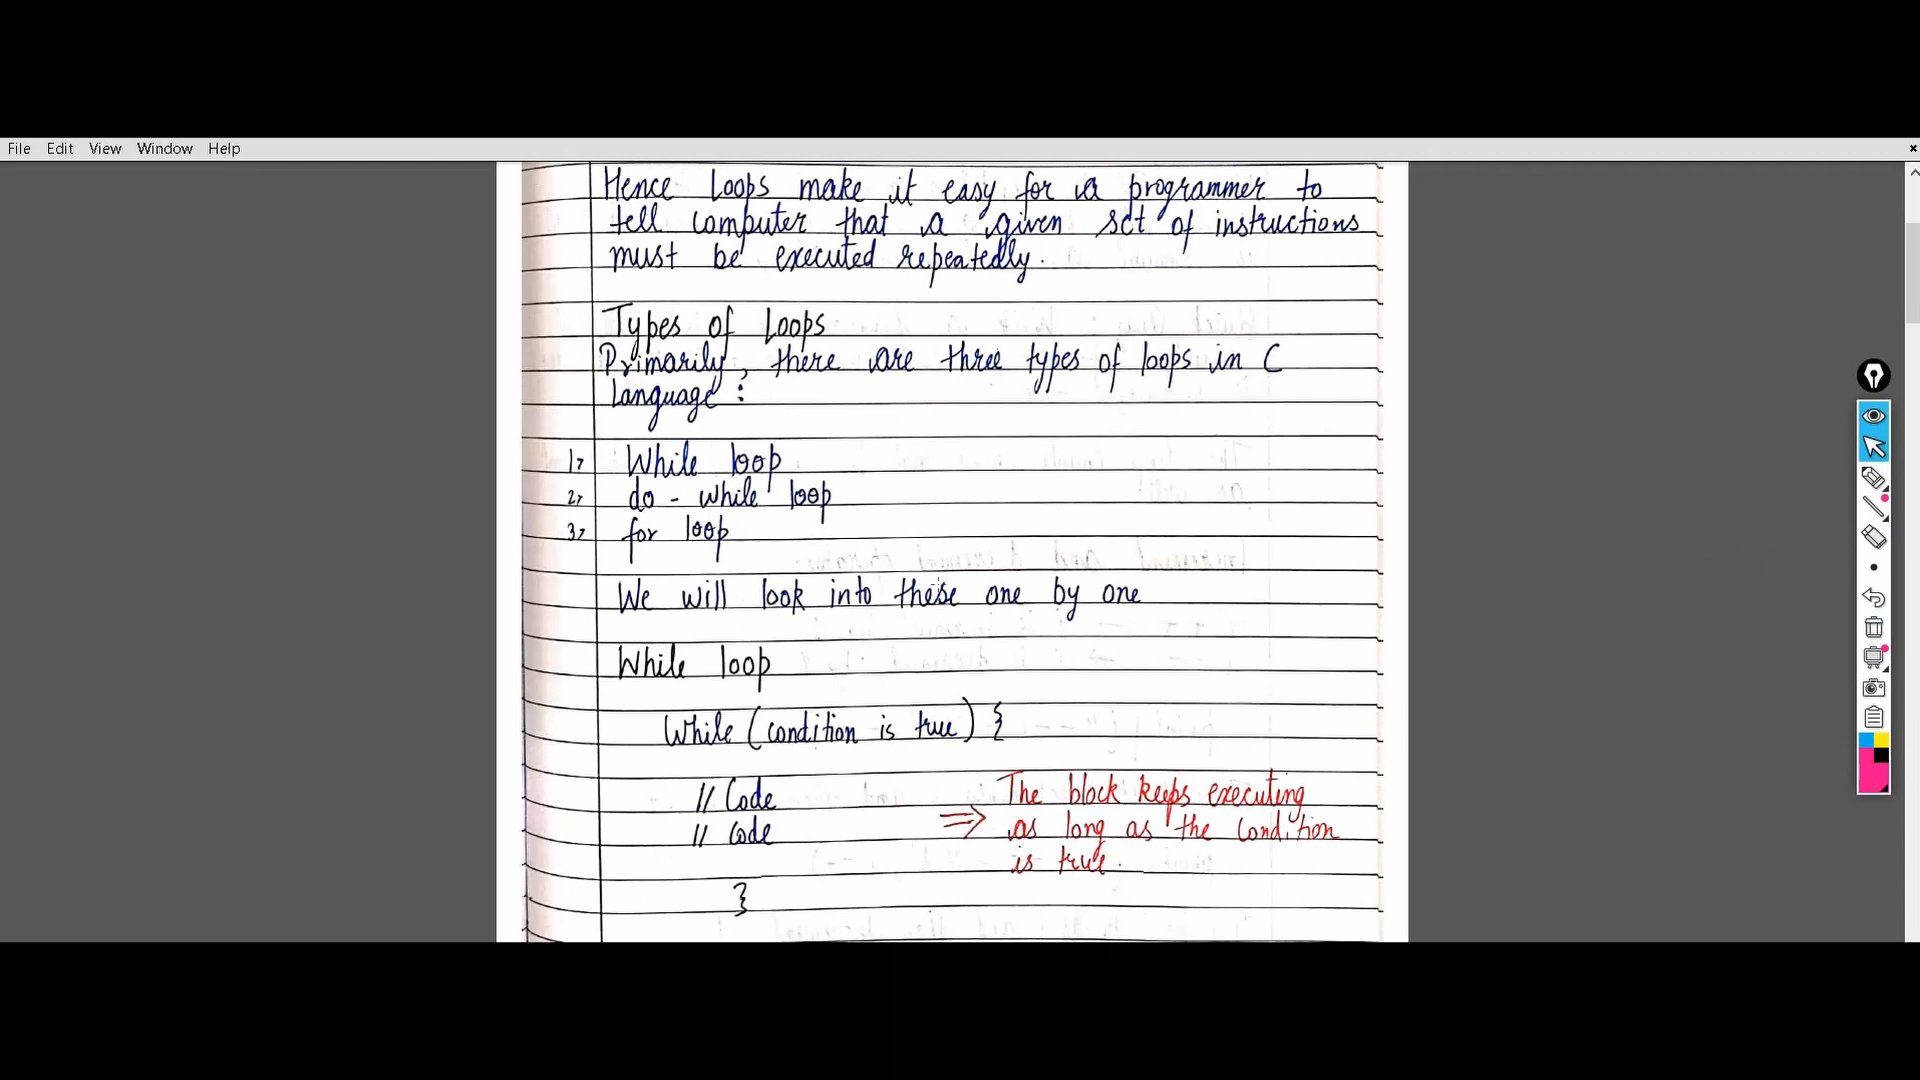 File Edit View Window Help
Hence Loops make it easy for a programmer to
tell computer that a given set of instructions
must be executed repeatedly.
Types of Loops
Primarily, there are three types of loops in C
Language :
1> While loop
2> do - while loop
3> for loop
We will look into these one by one
While loop
While (condition is true) {
// Code
// Code
⇒ The block keeps executing
as long as the condition
is true.
}